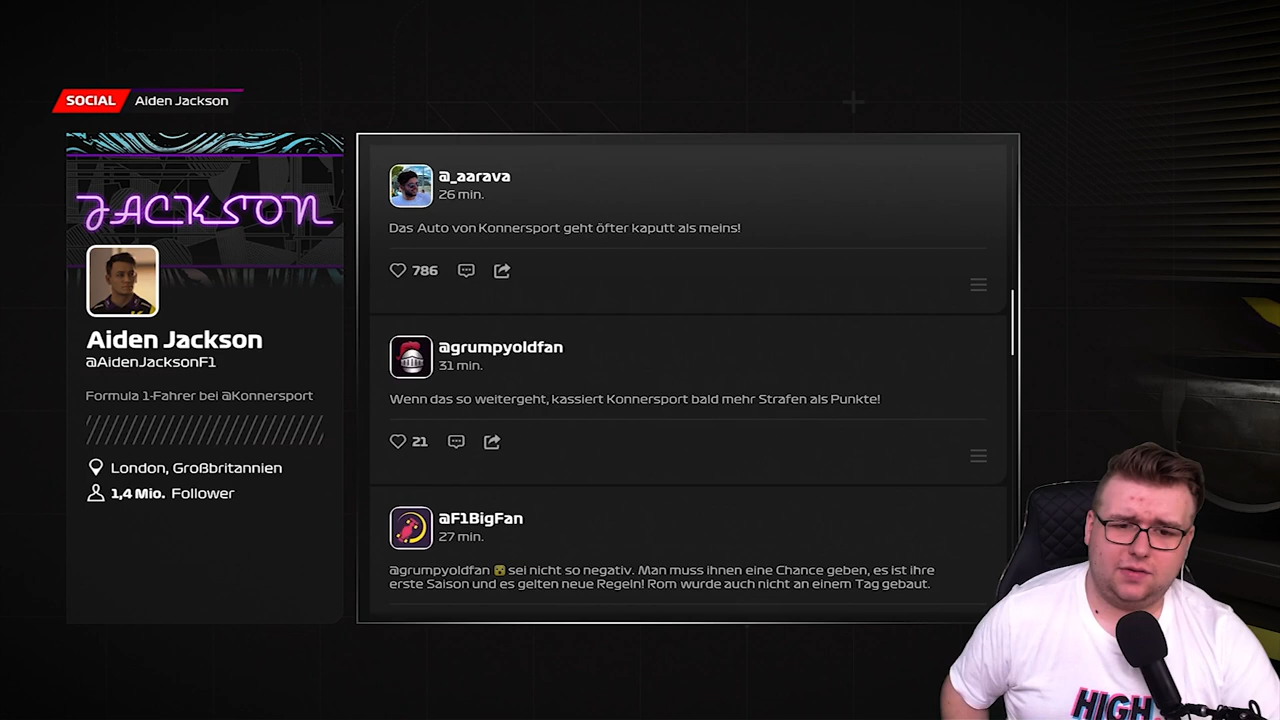 SOCIAL Aiden Jackson
JACKSON
Aiden Jackson
@AidenJacksonF1
Formula 1-Fahrer bei @Konnersport
London, Großbritannien
1,4 Mio. Follower
@_aarava
26 min.
Das Auto von Konnersport geht öfter kaputt als meins!
786
@grumpyoldfan
31 min.
Wenn das so weitergeht, kassiert Konnersport bald mehr Strafen als Punkte!
21
@F1BigFan
27 min.
@grumpyoldfan 😮 sei nicht so negativ. Man muss ihnen eine Chance geben, es ist ihre
erste Saison und es gelten neue Regeln! Rom wurde auch nicht an einem Tag gebaut.
HIGH